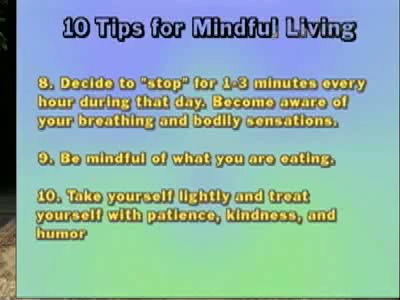 10 Tips for Mindful Living
8. Decide to "stop" for 1-3 minutes every
hour during that day. Become aware of
your breathing and bodily sensations.
9. Be mindful of what you are eating.
10. Take yourself lightly and treat
yourself with patience, kindness, and
humor